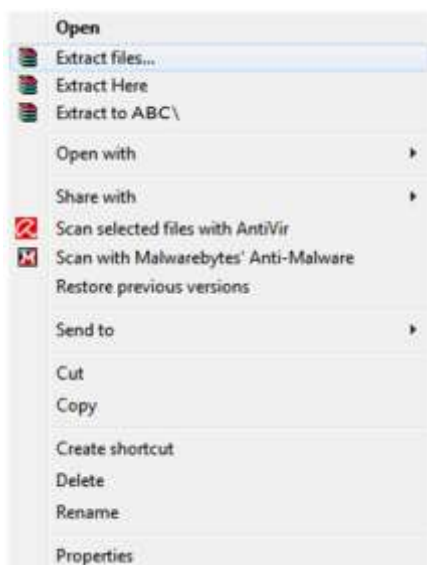 Open
Extract files...
Extract Here
Extract to ABC\
Open with
Share with
Scan selected files with AntiVir
Scan with Malwarebytes' Anti-Malware
Restore previous versions
Send to
Cut
Copy
Create shortcut
Delete
Rename
Properties